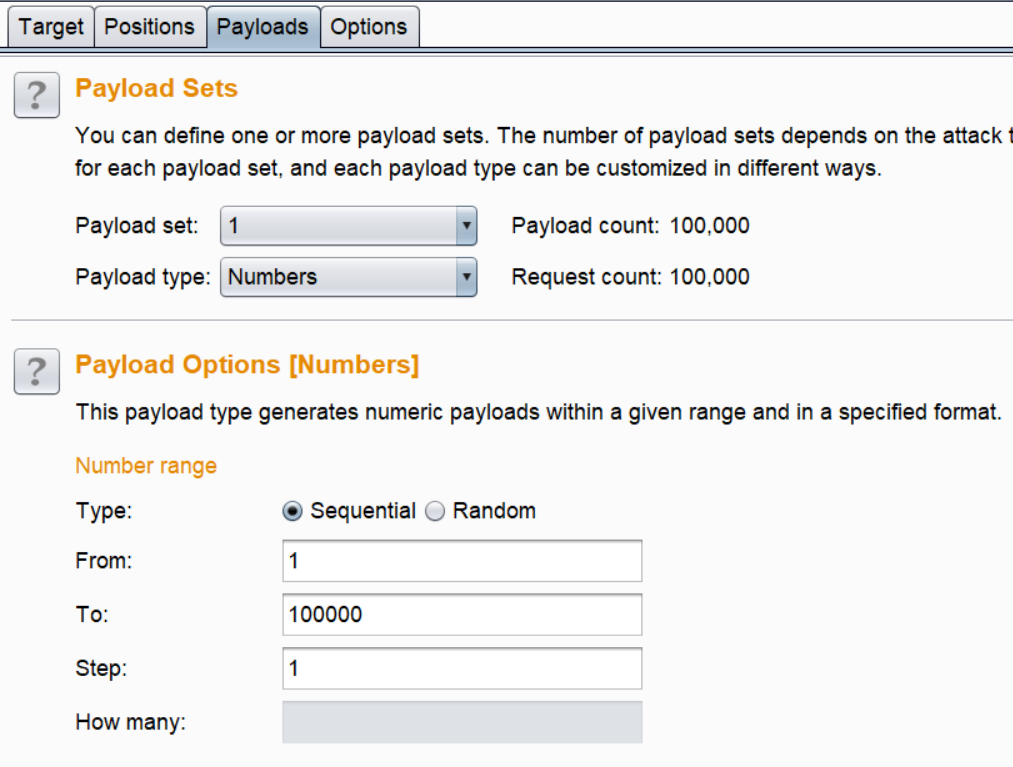 Target Positions Payloads Options
? Payload Sets
You can define one or more payload sets. The number of payload sets depends on the attack
for each payload set, and each payload type can be customized in different ways.
Payload set: 1 Payload count: 100,000
Payload type: Numbers Request count: 100,000
? Payload Options [Numbers]
This payload type generates numeric payloads within a given range and in a specified format.
Number range
Type: Sequential Random
From: 1
To: 100000
Step: 1
How many: